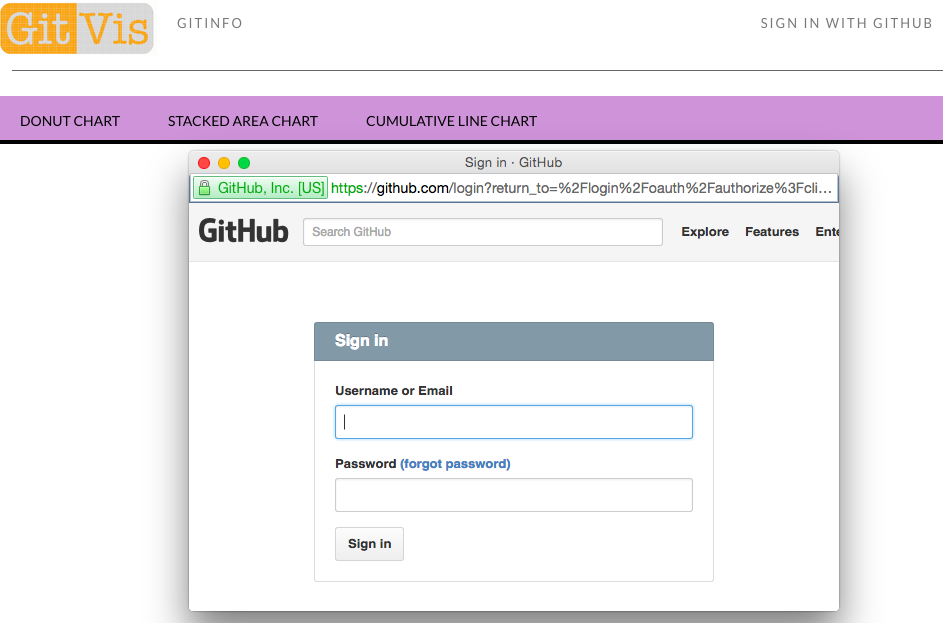 GitVis GITINFO SIGN IN WITH GITHUB
DONUT CHART STACKED AREA CHART CUMULATIVE LINE CHART
Sign in · GitHub
GitHub, Inc. [US] https://github.com/login?return_to=%2Flogin%2Foauth%2Fauthorize%3Fcli...
GitHub Search GitHub Explore Features Ente
Sign in
Username or Email
Password (forgot password)
Sign in